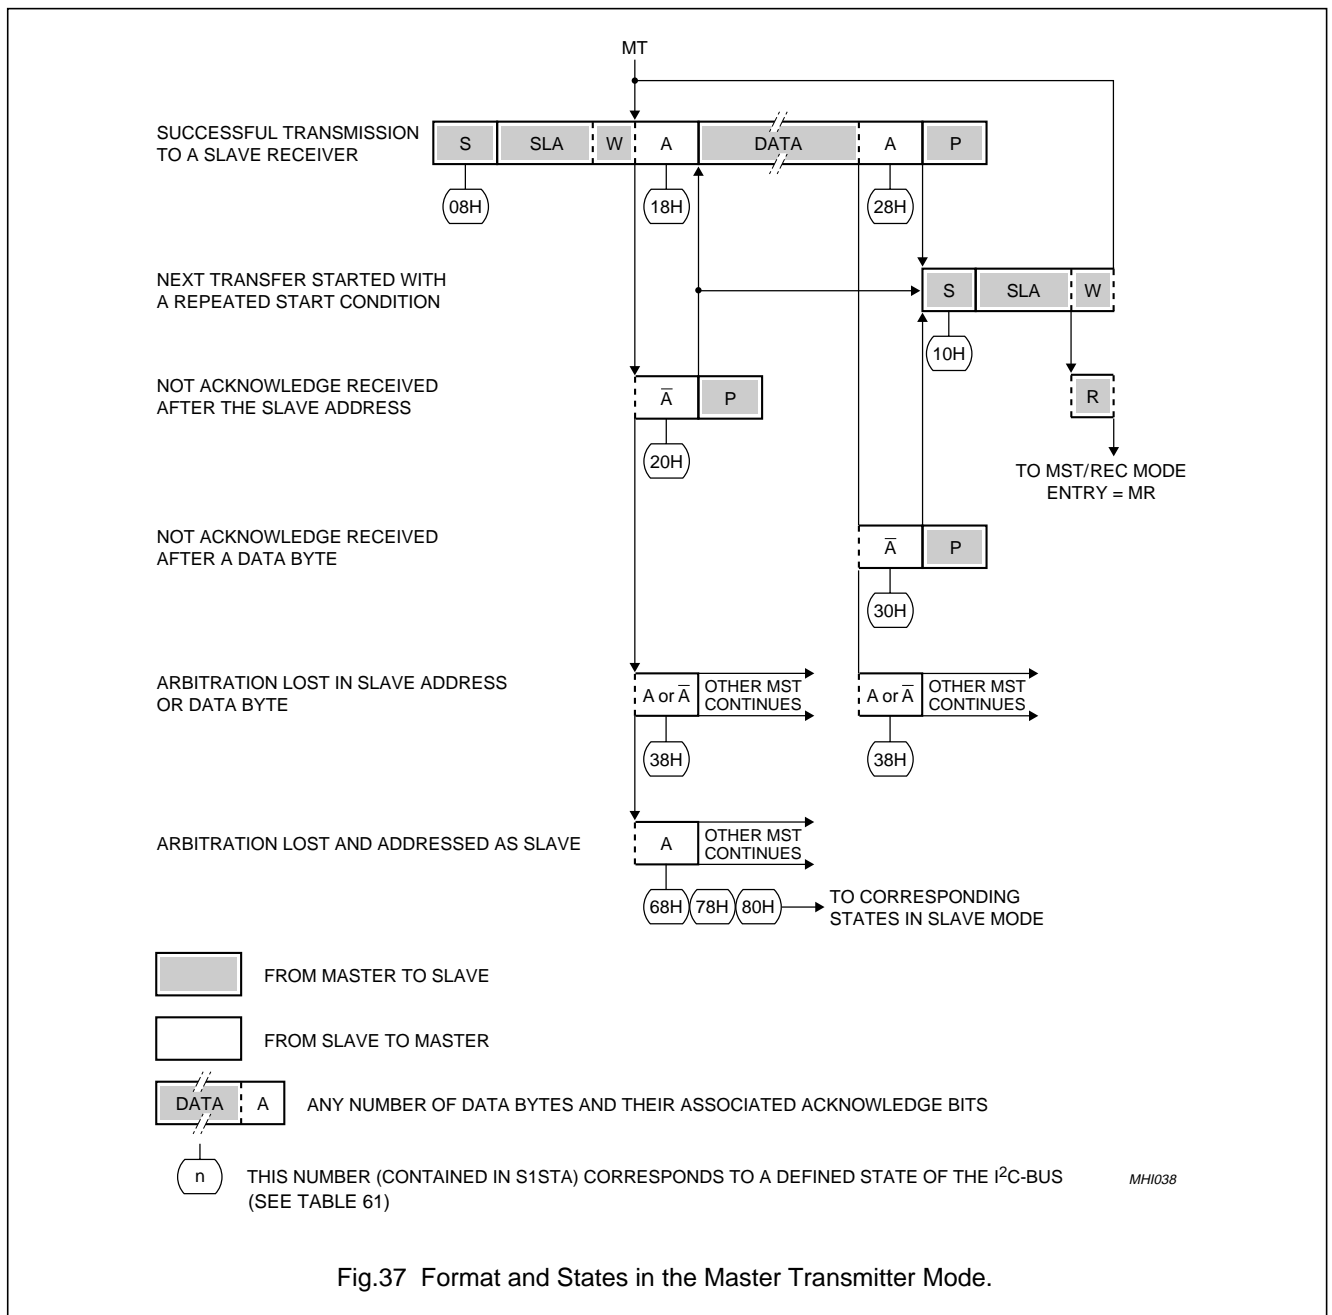 MT
SUCCESSFUL TRANSMISSION
TO A SLAVE RECEIVER
S SLA W A DATA A P
08H 18H 28H
NEXT TRANSFER STARTED WITH
A REPEATED START CONDITION
S SLA W
10H
NOT ACKNOWLEDGE RECEIVED
AFTER THE SLAVE ADDRESS
A̅ P
R
20H
TO MST/REC MODE
ENTRY = MR
NOT ACKNOWLEDGE RECEIVED
AFTER A DATA BYTE
A̅ P
30H
ARBITRATION LOST IN SLAVE ADDRESS
OR DATA BYTE
A or A̅
OTHER MST
CONTINUES
A or A̅
OTHER MST
CONTINUES
38H 38H
ARBITRATION LOST AND ADDRESSED AS SLAVE
A
OTHER MST
CONTINUES
68H 78H 80H
TO CORRESPONDING
STATES IN SLAVE MODE
FROM MASTER TO SLAVE
FROM SLAVE TO MASTER
DATA A ANY NUMBER OF DATA BYTES AND THEIR ASSOCIATED ACKNOWLEDGE BITS
n THIS NUMBER (CONTAINED IN S1STA) CORRESPONDS TO A DEFINED STATE OF THE I²C-BUS
(SEE TABLE 61)
MHI038
Fig.37 Format and States in the Master Transmitter Mode.